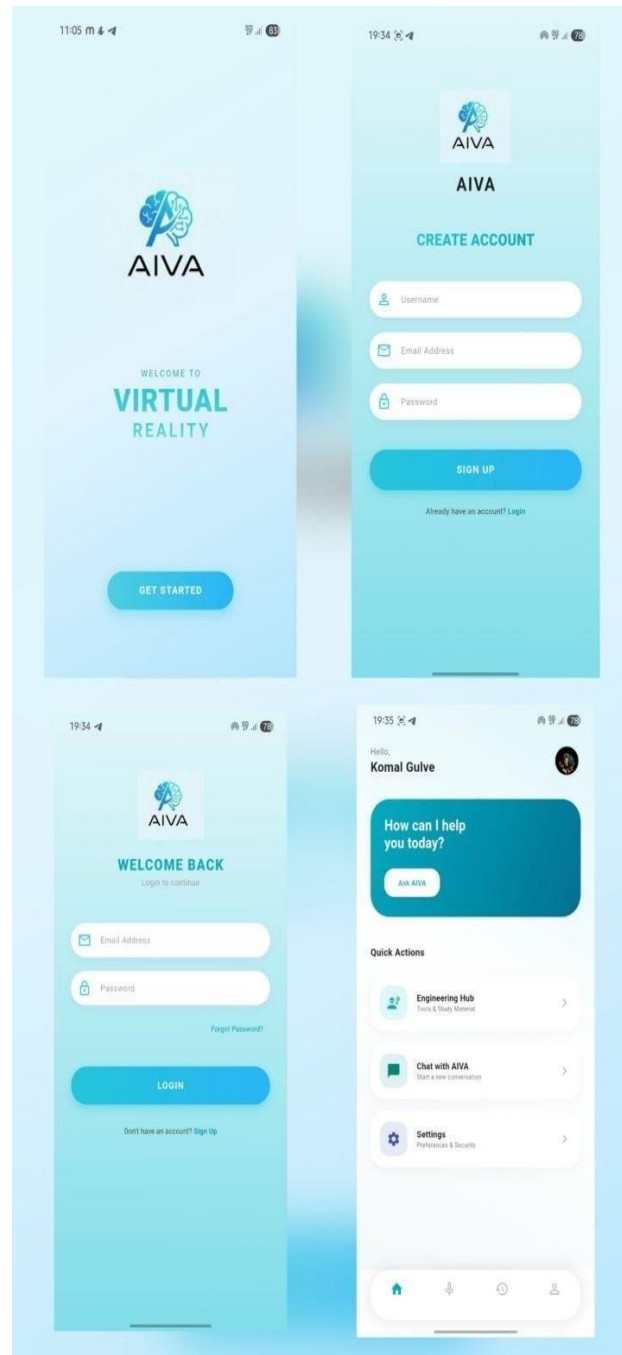 11:05
83
AIVA
WELCOME TO
VIRTUAL
REALITY
GET STARTED
19:34
78
AIVA
AIVA
CREATE ACCOUNT
Username
Email Address
Password
SIGN UP
Already have an account? Login
19:34
78
AIVA
WELCOME BACK
Login to continue
Email Address
Password
Forgot Password?
LOGIN
Don't have an account? Sign Up
19:35
78
Hello,
Komal Gulve
How can I help
you today?
Ask AIVA
Quick Actions
Engineering Hub
Tools & Study Material
Chat with AIVA
Start a new conversation
Settings
Preferences & Security